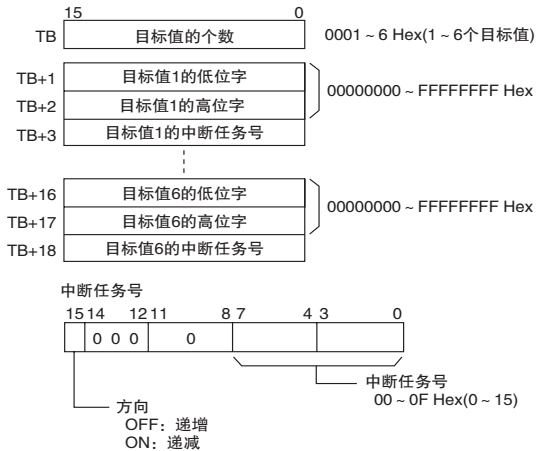 15 0
TB 目标值的个数 0001 ~ 6 Hex(1 ~ 6个目标值)
TB+1 目标值1的低位字
TB+2 目标值1的高位字
00000000 ~ FFFFFFFF Hex
TB+3 目标值1的中断任务号
TB+16 目标值6的低位字
TB+17 目标值6的高位字
00000000 ~ FFFFFFFF Hex
TB+18 目标值6的中断任务号
中断任务号
15 14 12 11 8 7 4 3 0
0 0 0 0
中断任务号
00 ~ 0F Hex(0 ~ 15)
方向
OFF：递增
ON：递减